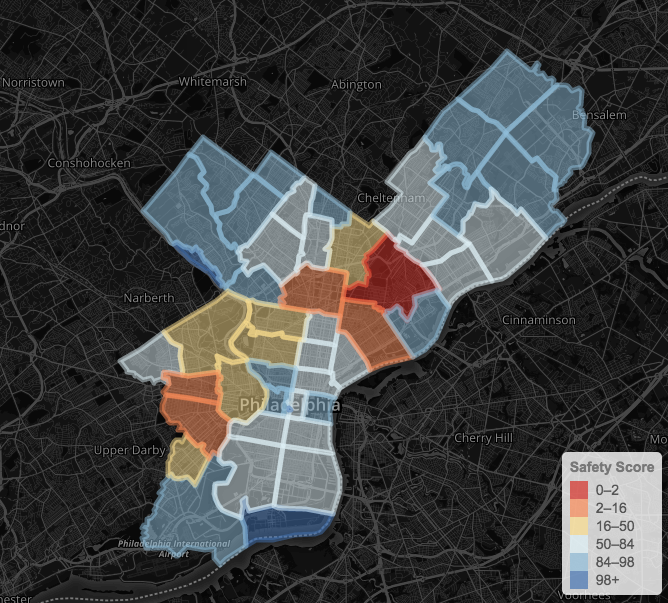 Norristown
Whitemarsh
Abington
Bensalem
Conshohocken
Cheltenham
dnor
Narberth
Cinnaminson
Philadelphia
Upper Darby
Cherry Hill
Mo
Safety Score
0–2
2–16
16–50
50–84
84–98
98+
Philadelphia International
Airport
Voorhees
hester